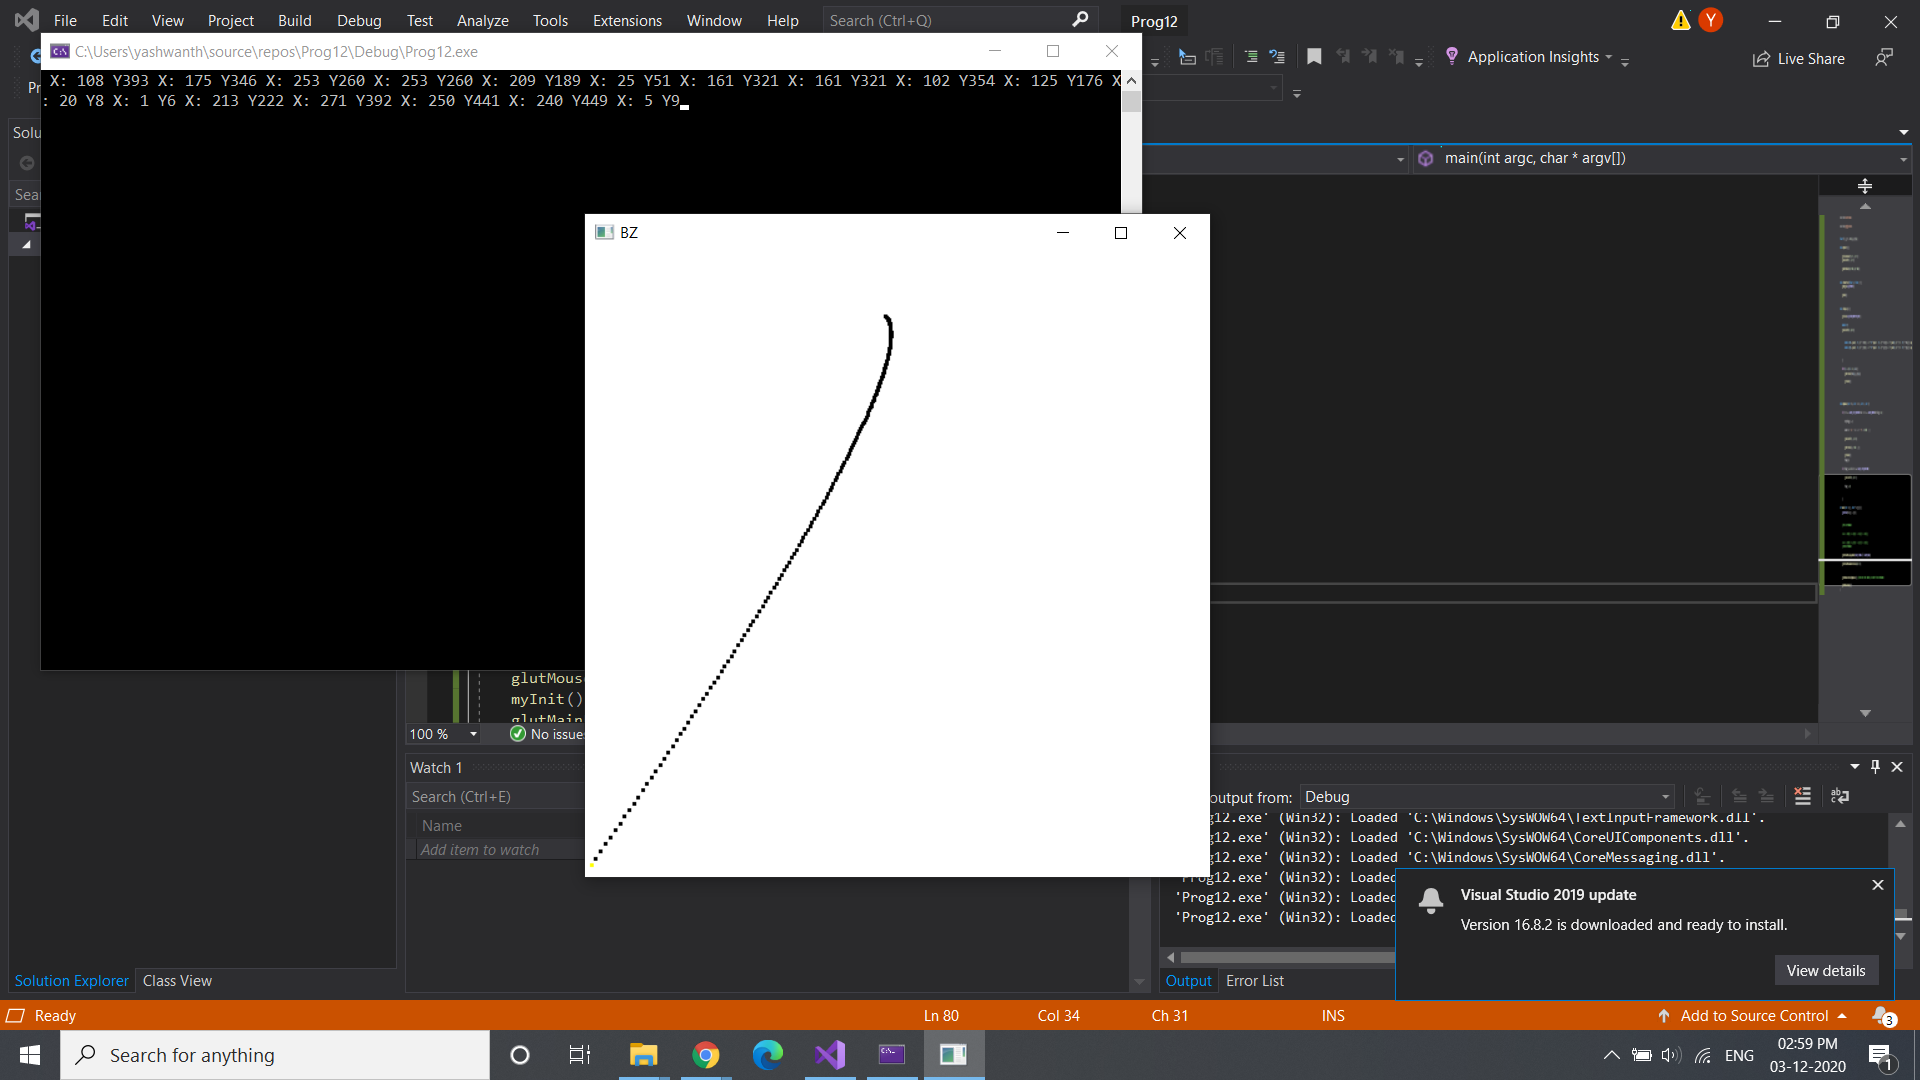 File Edit View Project Build Debug Test Analyze Tools Extensions Window Help Search (Ctrl+Q) Prog12 Y
C:\Users\yashwanth\source\repos\Prog12\Debug\Prog12.exe
Application Insights Live Share
X: 108 Y393 X: 175 Y346 X: 253 Y260 X: 253 Y260 X: 209 Y189 X: 25 Y51 X: 161 Y321 X: 161 Y321 X: 102 Y354 X: 125 Y176 X
: 20 Y8 X: 1 Y6 X: 213 Y222 X: 271 Y392 X: 250 Y441 X: 240 Y449 X: 5 Y9
Pr
Solu
main(int argc, char * argv[])
Sear
BZ
glutMous
myInit()
glutMain
100 % No issues
Watch 1
Search (Ctrl+E)
output from: Debug
Name
Add item to watch
g12.exe' (Win32): Loaded 'C:\Windows\SysWOW64\TextInputFramework.dll'.
g12.exe' (Win32): Loaded 'C:\Windows\SysWOW64\CoreUIComponents.dll'.
g12.exe' (Win32): Loaded 'C:\Windows\SysWOW64\CoreMessaging.dll'.
'Prog12.exe' (Win32): Loaded
'Prog12.exe' (Win32): Loaded
'Prog12.exe' (Win32): Loaded
Visual Studio 2019 update
Version 16.8.2 is downloaded and ready to install.
View details
Solution Explorer Class View
Output Error List
Ready Ln 80 Col 34 Ch 31 INS Add to Source Control 3
Search for anything
ENG 02:59 PM
03-12-2020 1